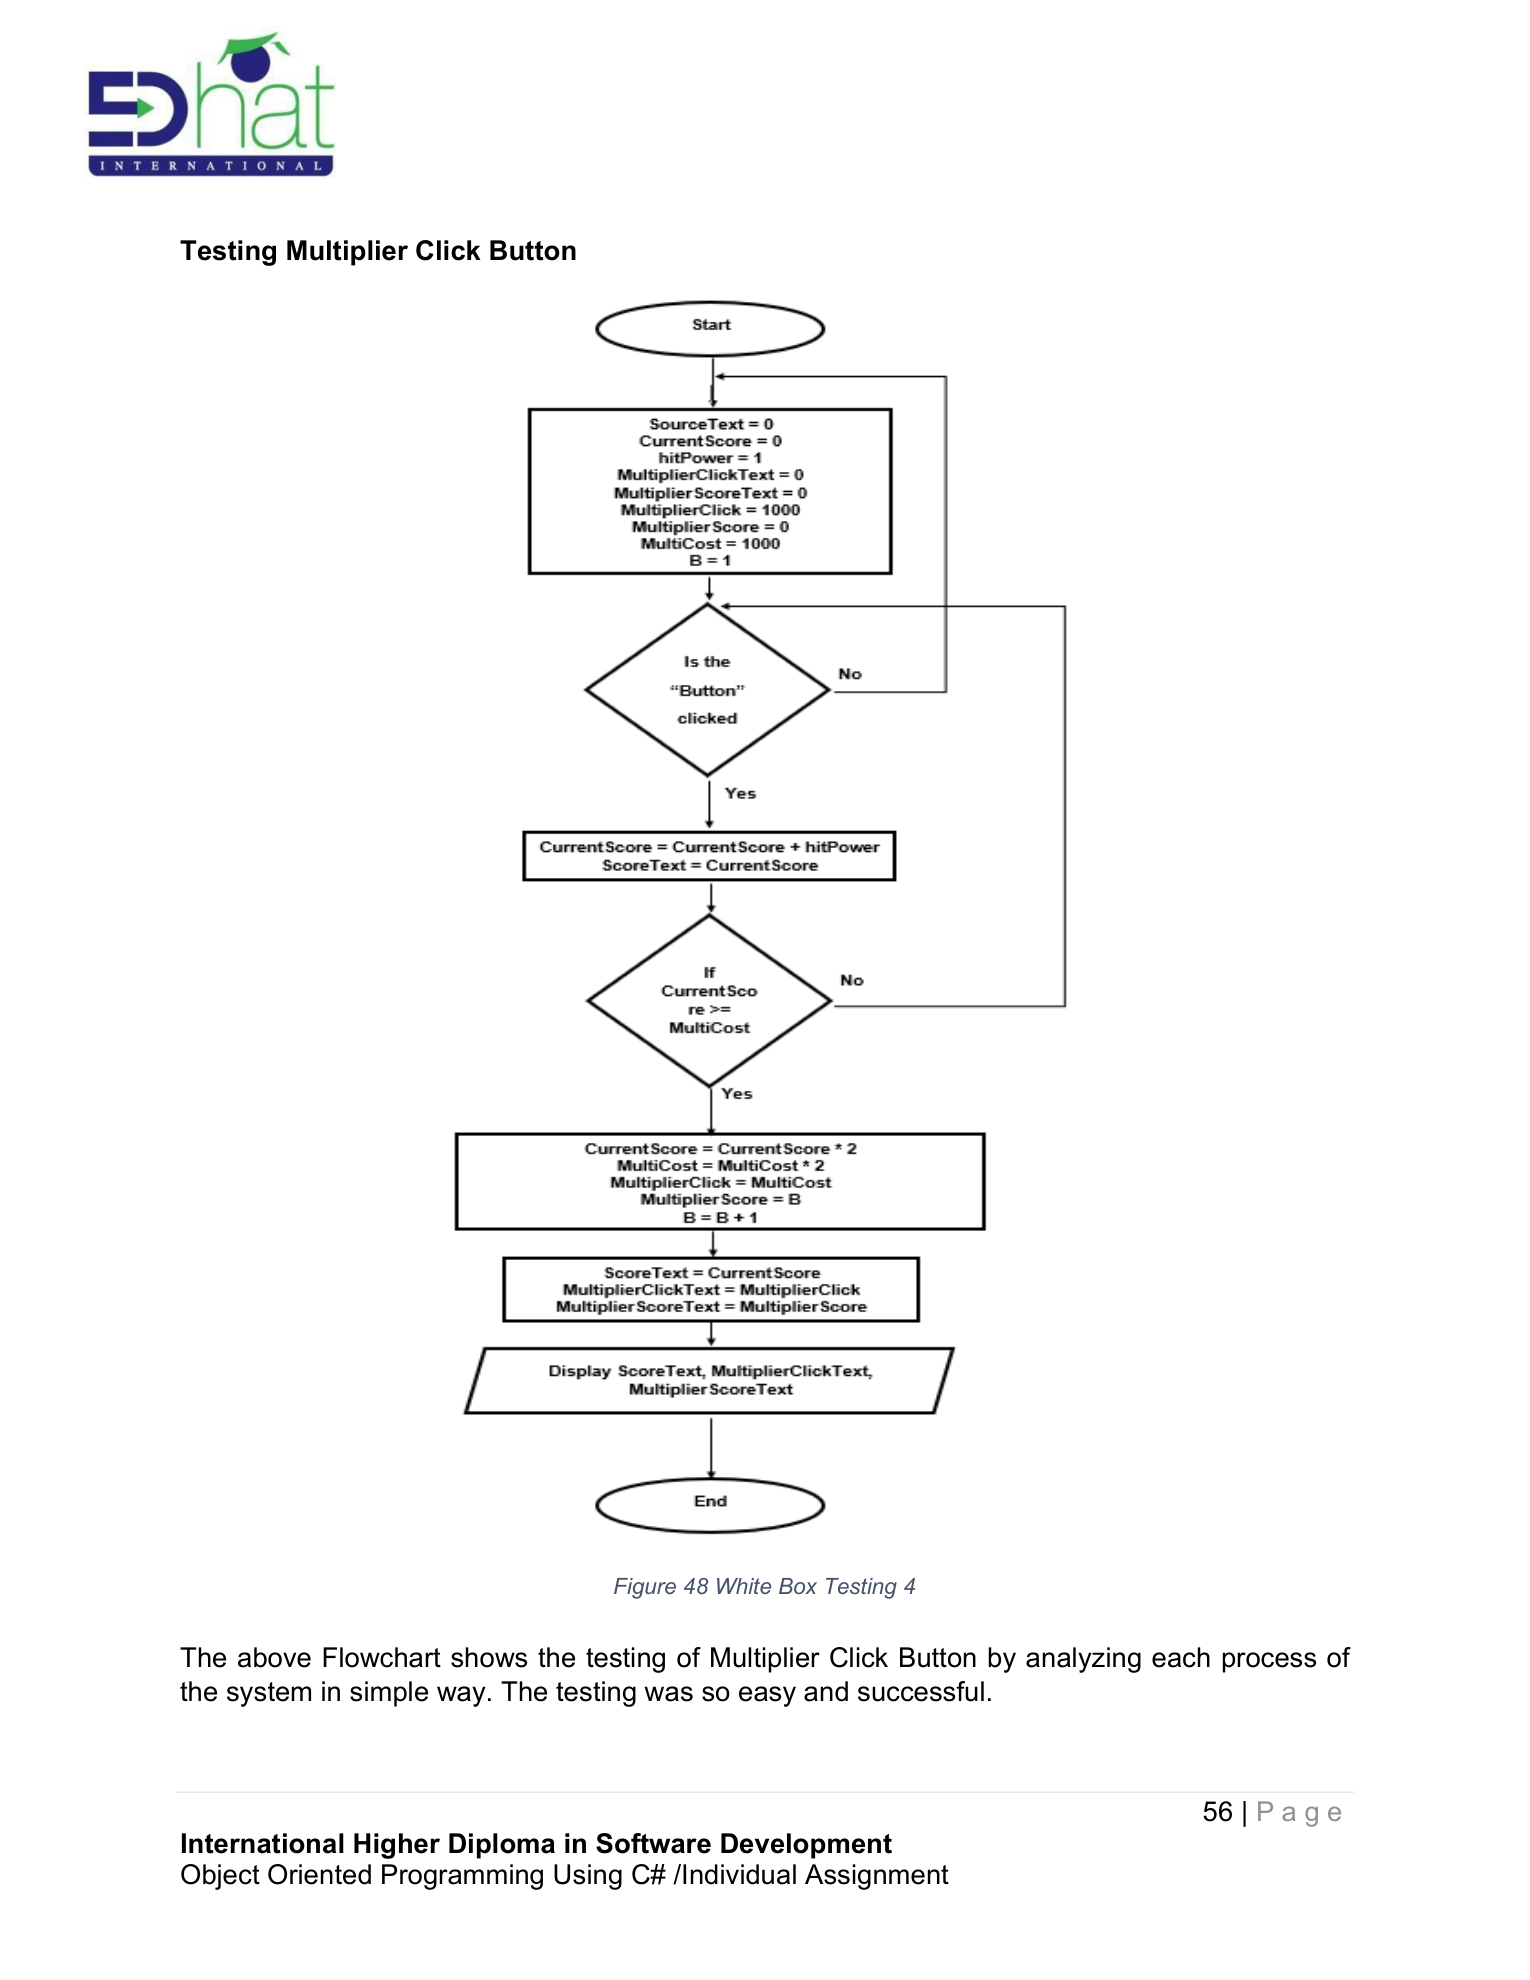 EDhat
INTERNATIONAL
Testing Multiplier Click Button
Start
SourceText = 0
CurrentScore = 0
hitPower = 1
MultiplierClickText = 0
MultiplierScoreText = 0
MultiplierClick = 1000
MultiplierScore = 0
MultiCost = 1000
B = 1
Is the
“Button”
clicked
No
Yes
CurrentScore = CurrentScore + hitPower
ScoreText = CurrentScore
If
CurrentSco
re >=
MultiCost
No
Yes
CurrentScore = CurrentScore * 2
MultiCost = MultiCost * 2
MultiplierClick = MultiCost
MultiplierScore = B
B = B + 1
ScoreText = CurrentScore
MultiplierClickText = MultiplierClick
MultiplierScoreText = MultiplierScore
Display ScoreText, MultiplierClickText,
MultiplierScoreText
End
Figure 48 White Box Testing 4
The above Flowchart shows the testing of Multiplier Click Button by analyzing each process of
the system in simple way. The testing was so easy and successful.
56 | Page
International Higher Diploma in Software Development
Object Oriented Programming Using C# /Individual Assignment